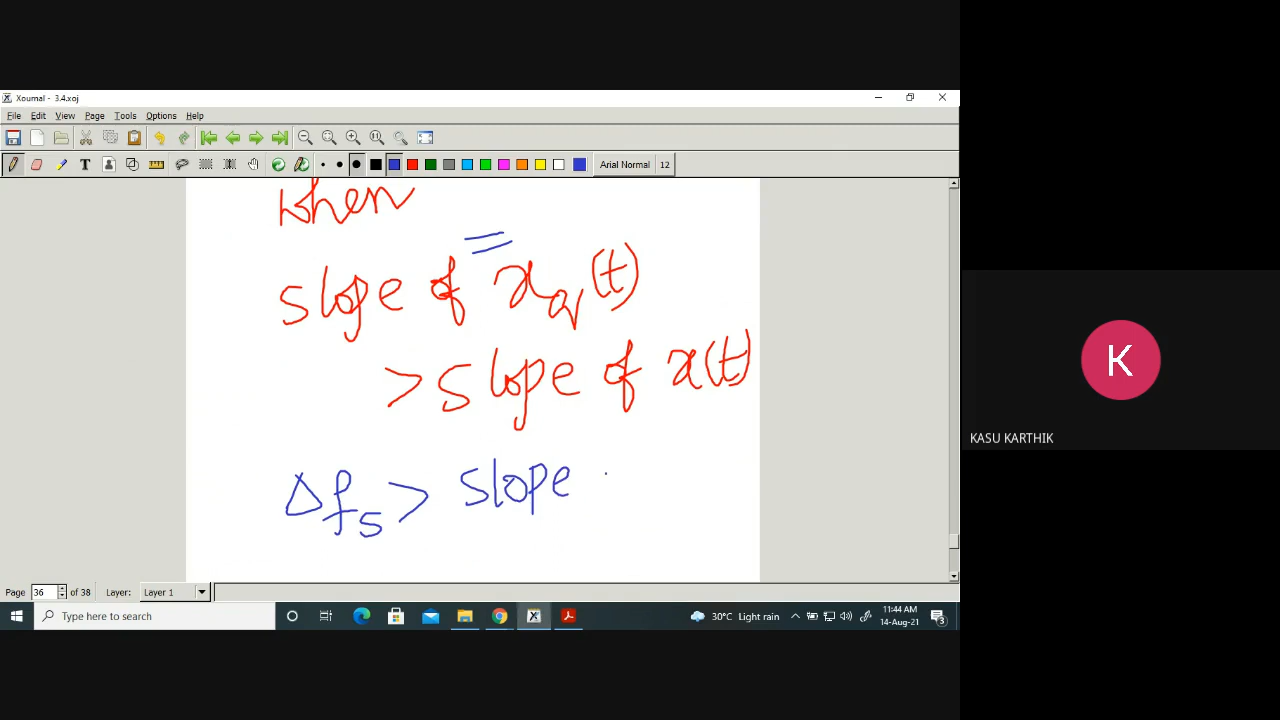 Xournal - 3.4.xoj
File Edit View Page Tools Options Help
Arial Normal 12
when
slope of xq(t)
> slope of x(t)
Δfs > slope
K
KASU KARTHIK
Page 36 of 38 Layer: Layer 1
Type here to search
30°C Light rain
11:44 AM
14-Aug-21
3